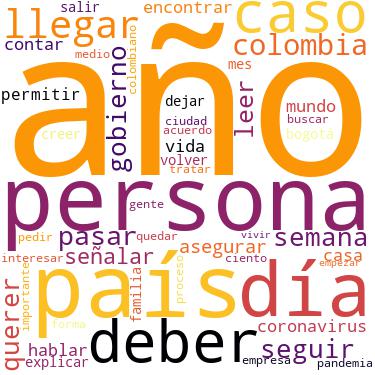 salir
encontrar
caso
llegar
contar
medio
colombiano
colombia
mes
permitir
gobierno
dejar
leer
mundo
buscar
creer
ciudad
acuerdo
bogotá
vida
volver
tratar
año
persona
gente
pedir
pasar
quedar
vivir
semana
interesar
señalar
asegurar
ciento
casa
empezar
país
día
querer
importante
forma
familia
proceso
coronavirus
deber
hablar
seguir
explicar
empresa
pandemia